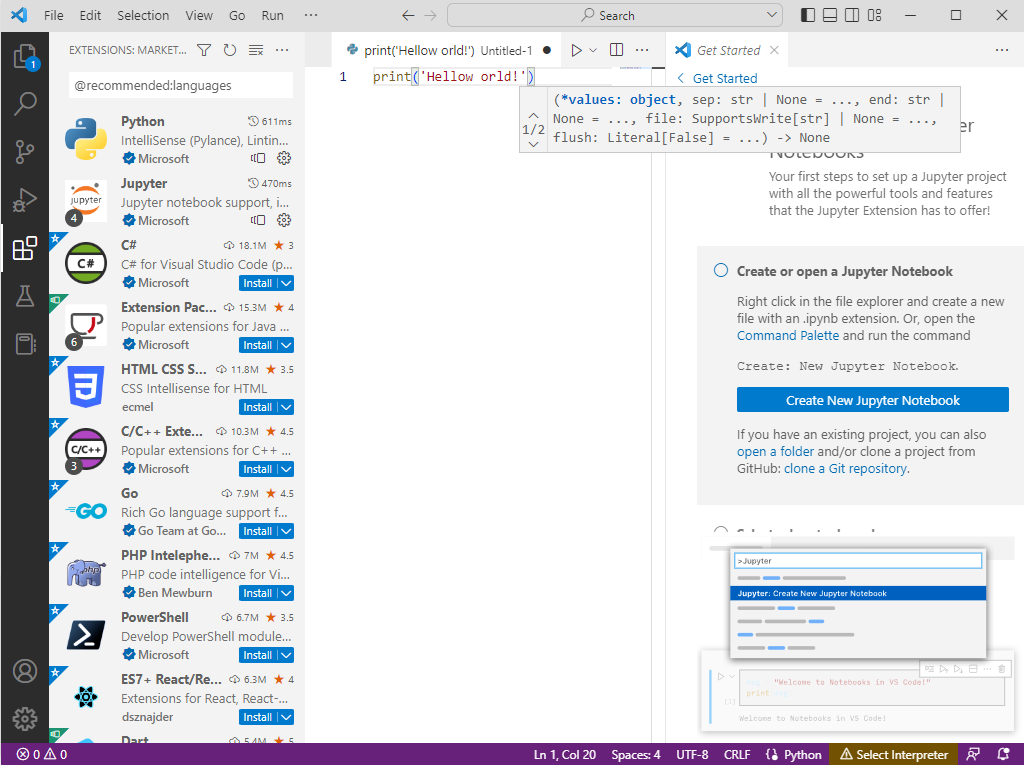 File Edit Selection View Go Run ··· Search
EXTENSIONS: MARKET... ···
@recommended:languages
1
Python 611ms
IntelliSense (Pylance), Lintin...
Microsoft
Jupyter 470ms
Jupyter notebook support, i...
Microsoft
jupyter
4
C# 18.1M 3
C# for Visual Studio Code (p...
Microsoft Install
C#
Extension Pac... 15.3M 4
Popular extensions for Java ...
Microsoft Install
6
HTML CSS S... 11.8M 3.5
CSS Intellisense for HTML
ecmel Install
C/C++ Exte... 10.3M 4.5
Popular extensions for C++ ...
Microsoft Install
C/C++
3
Go 7.9M 4.5
Rich Go language support f...
Go Team at Go... Install
GO
PHP Intelephe... 7M 4.5
PHP code intelligence for Vi...
Ben Mewburn Install
php
PowerShell 6.7M 3.5
Develop PowerShell module...
Microsoft Install
ES7+ React/Re... 6.3M 4
Extensions for React, React-...
dsznajder Install
Dart 5.4M 5
print('Hellow orld!') Untitled-1
1 print('Hellow orld!')
1/2
(*values: object, sep: str | None = ..., end: str |
None = ..., file: SupportsWrite[str] | None = ...,
flush: Literal[False] = ...) -> None
Get Started
Get Started
Notebooks
Your first steps to set up a Jupyter project
with all the powerful tools and features
that the Jupyter Extension has to offer!
Create or open a Jupyter Notebook
Right click in the file explorer and create a new
file with an .ipynb extension. Or, open the
Command Palette and run the command
Create: New Jupyter Notebook.
Create New Jupyter Notebook
If you have an existing project, you can also
open a folder and/or clone a project from
GitHub: clone a Git repository.
>Jupyter
Jupyter: Create New Jupyter Notebook
"Welcome to Notebooks in VS Code!"
print
Welcome to Notebooks in VS Code!
0 0 Ln 1, Col 20 Spaces: 4 UTF-8 CRLF Python Select Interpreter